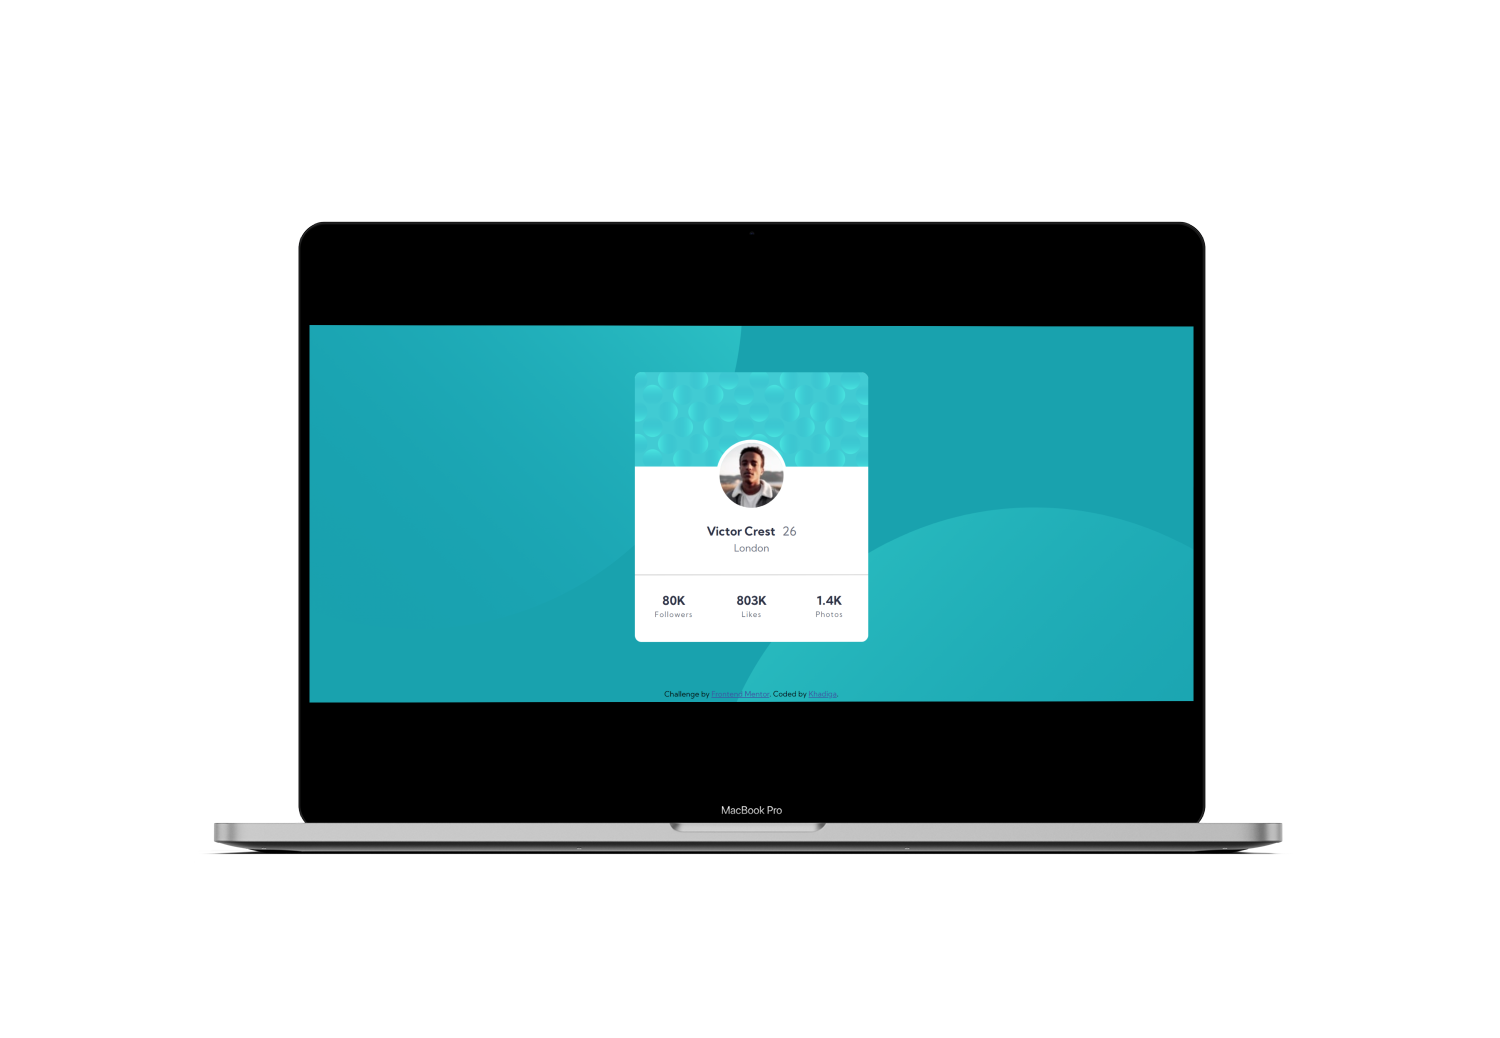 Victor Crest 26
London
80K 803K 1.4K
Followers Likes Photos
Challenge by Frontend Mentor. Coded by Khadiga.
MacBook Pro